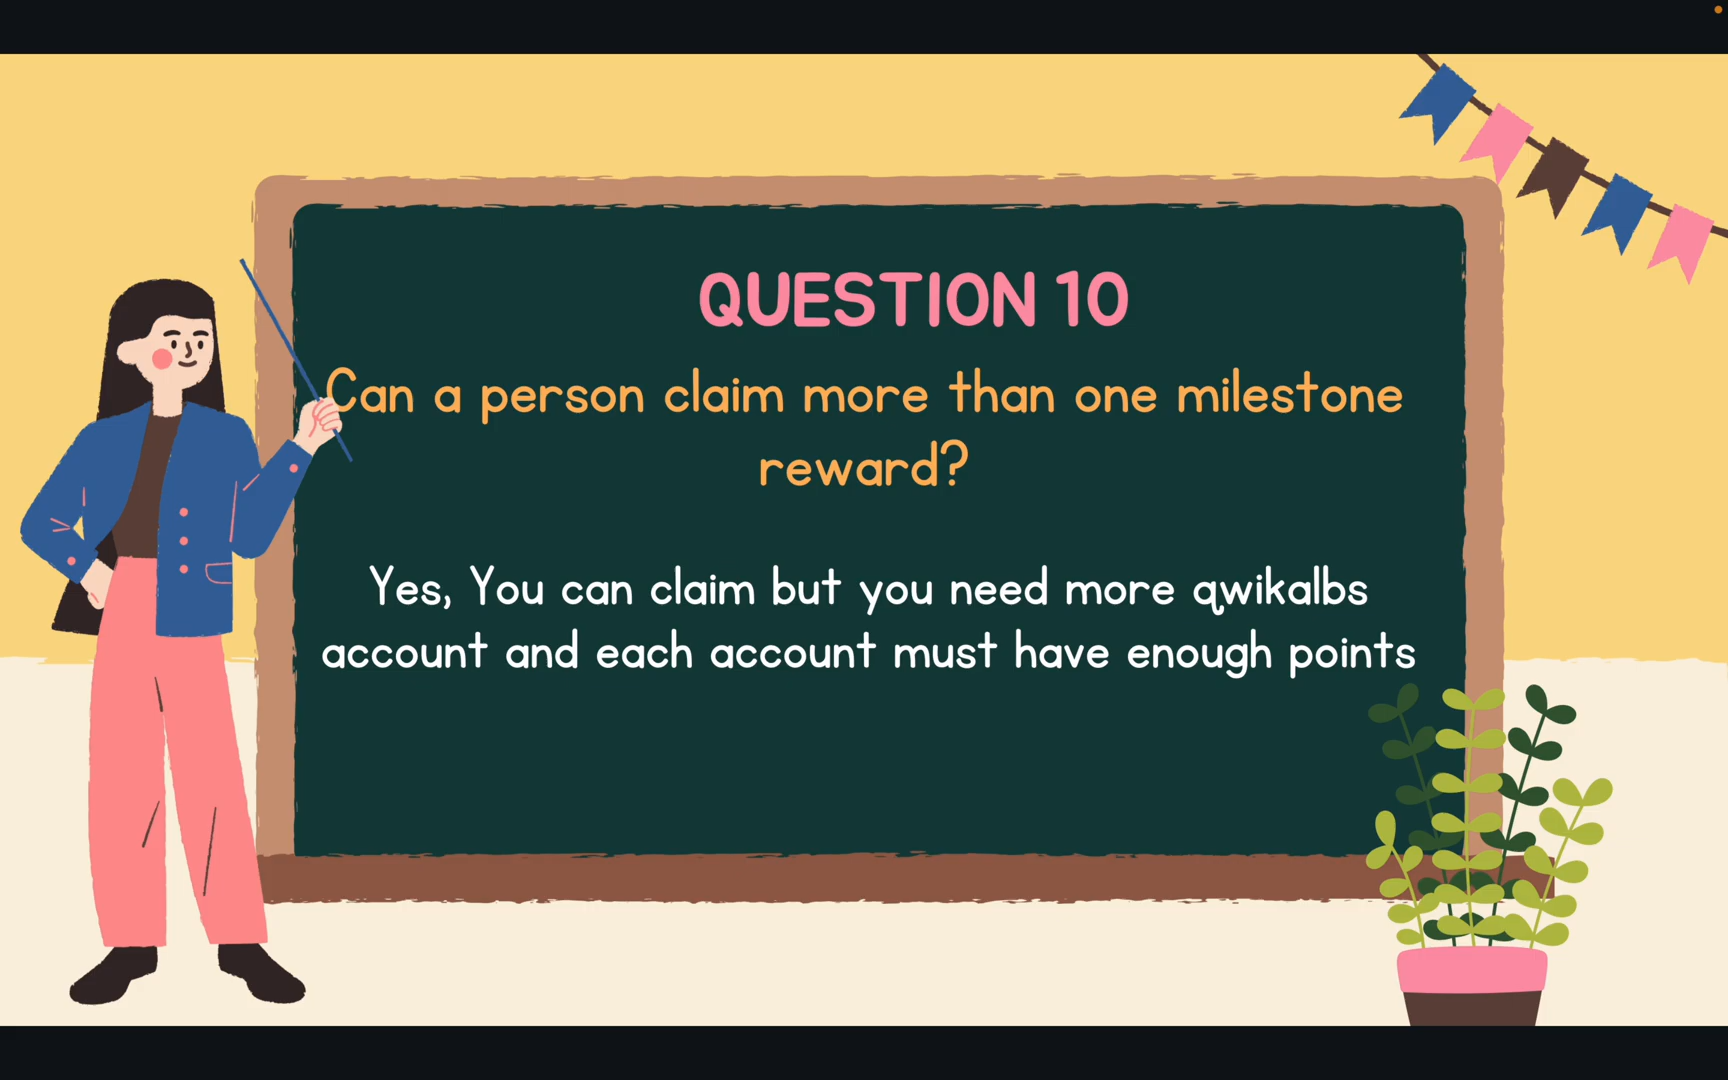 QUESTION 10
Can a person claim more than one milestone
reward?
Yes, You can claim but you need more qwikalbs
account and each account must have enough points